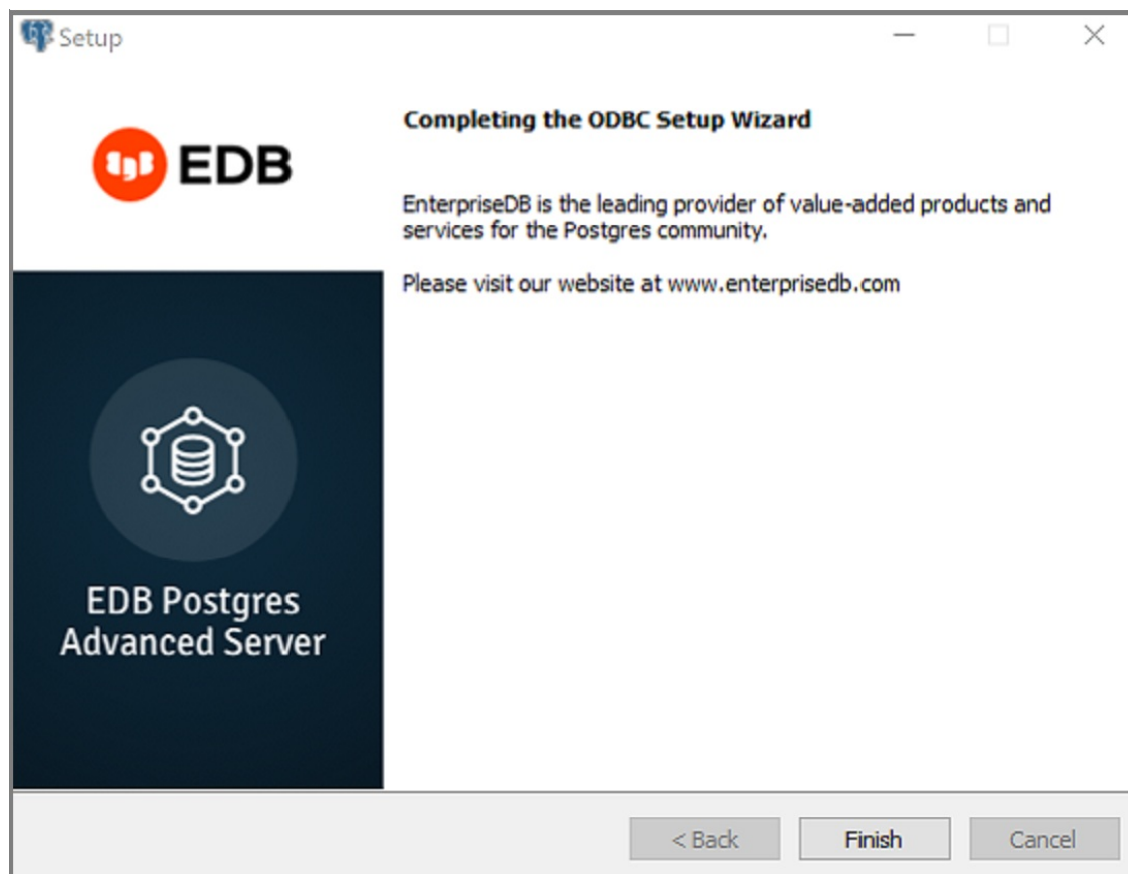 Setup
EDB
Completing the ODBC Setup Wizard
EnterpriseDB is the leading provider of value-added products and
services for the Postgres community.
Please visit our website at www.enterprisedb.com
EDB Postgres
Advanced Server
< Back
Finish
Cancel